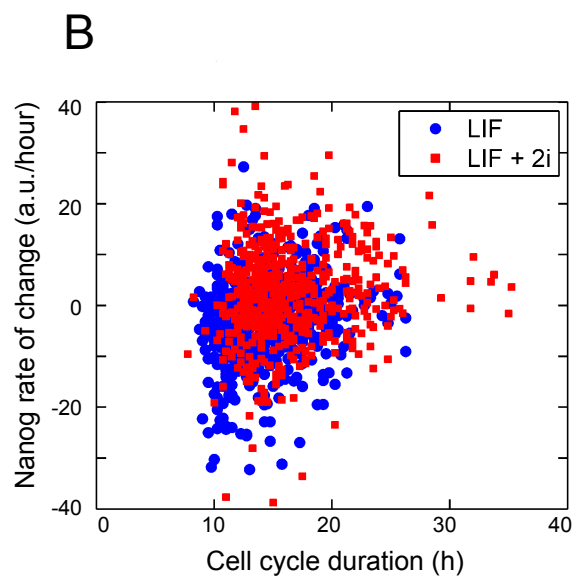 B
Nanog rate of change (a.u./hour)
40
20
0
-20
-40
LIF
LIF + 2i
0
10
20
30
40
Cell cycle duration (h)